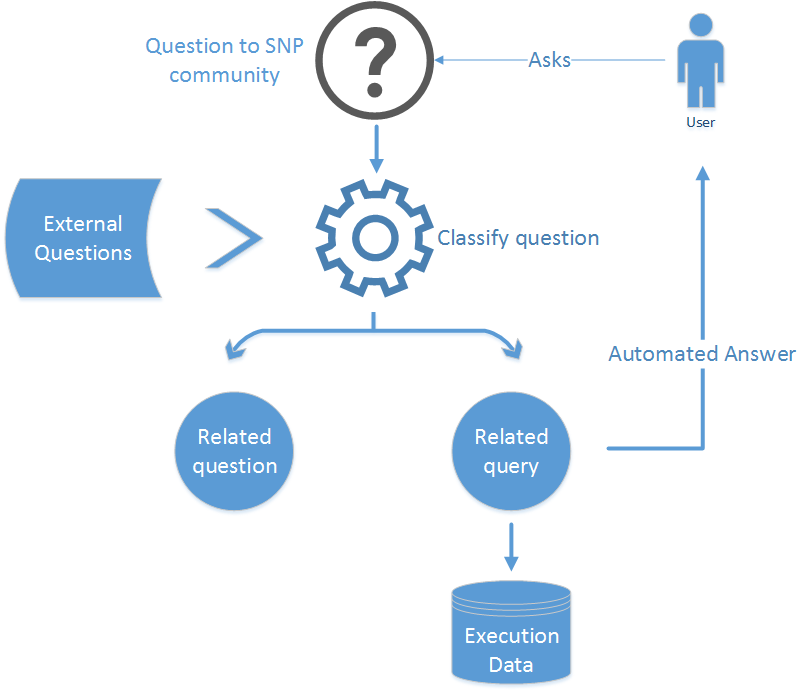 Question to SNP
community
?
Asks
User
External
Questions
Classify question
Automated Answer
Related
question
Related
query
Execution
Data